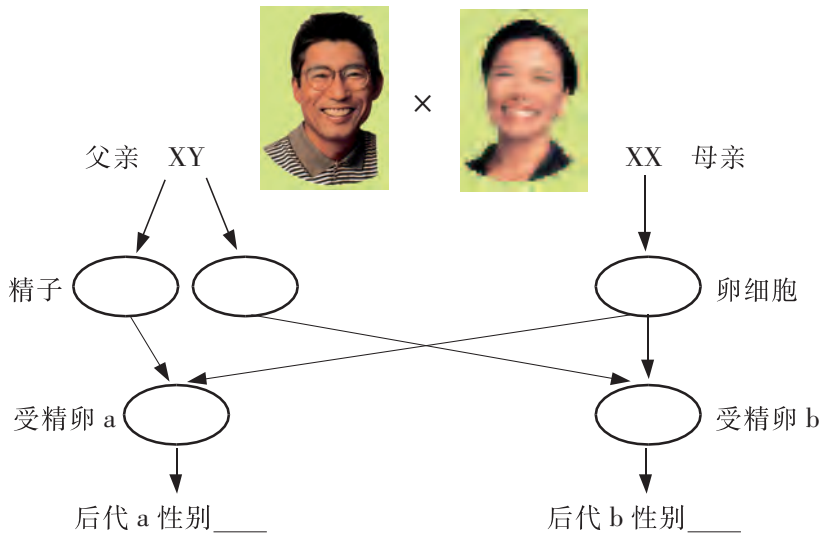 ×
父亲 XY
XX 母亲
精子
卵细胞
受精卵 a
受精卵 b
后代 a 性别____
后代 b 性别____